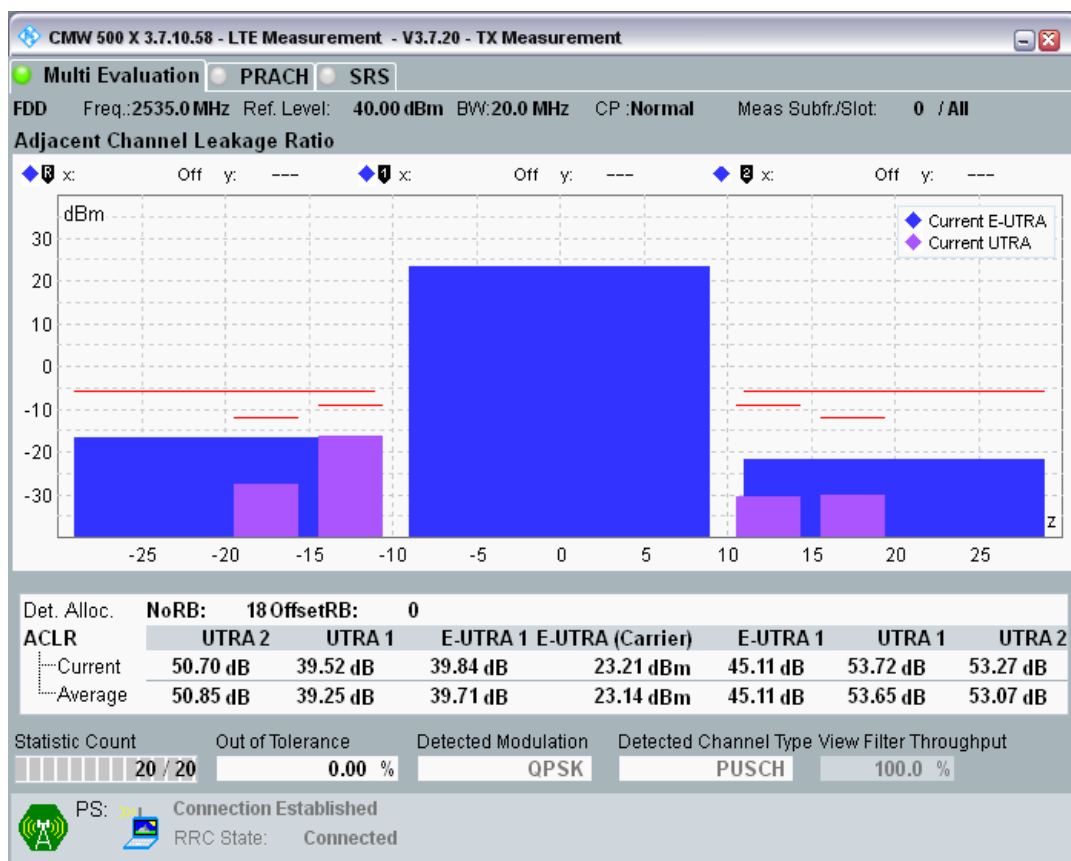 CMW 500 X 3.7.10.58 - LTE Measurement - V3.7.20 - TX Measurement
Multi Evaluation PRACH SRS
FDD Freq.:2535.0 MHz Ref. Level: 40.00 dBm BW:20.0 MHz CP :Normal Meas Subfr./Slot: 0 / All
Adjacent Channel Leakage Ratio
R x: Off y: --- 1 x: Off y: --- 2 x: Off y: ---
dBm
Current E-UTRA
Current UTRA
30
20
10
0
-10
-20
-30
z
-25 -20 -15 -10 -5 0 5 10 15 20 25
Det. Alloc. NoRB: 18 OffsetRB: 0
ACLR UTRA 2 UTRA 1 E-UTRA 1 E-UTRA (Carrier) E-UTRA 1 UTRA 1 UTRA 2
Current 50.70 dB 39.52 dB 39.84 dB 23.21 dBm 45.11 dB 53.72 dB 53.27 dB
Average 50.85 dB 39.25 dB 39.71 dB 23.14 dBm 45.11 dB 53.65 dB 53.07 dB
Statistic Count Out of Tolerance Detected Modulation Detected Channel Type View Filter Throughput
20 / 20 0.00 % QPSK PUSCH 100.0 %
PS: Connection Established
RRC State: Connected